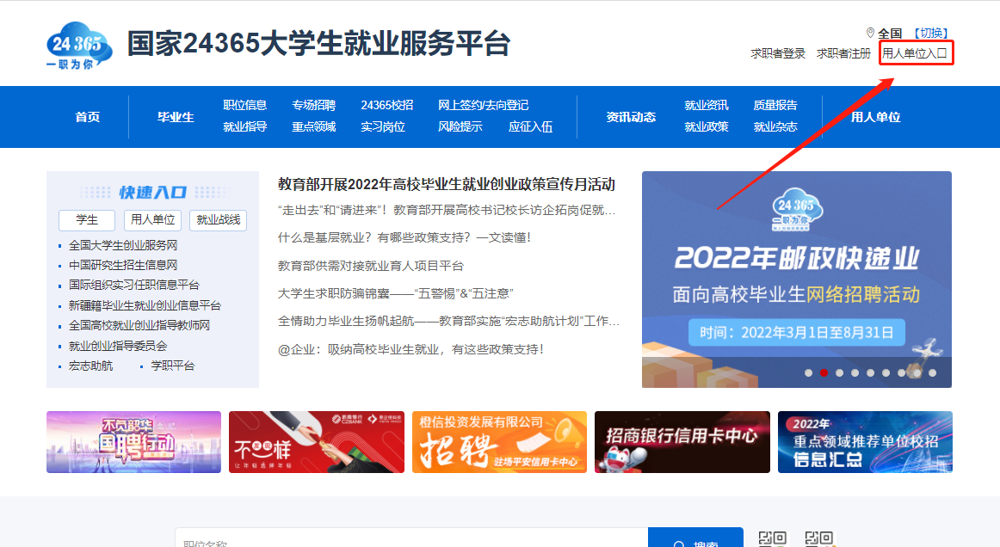 24 365
一职为你
国家24365大学生就业服务平台
全国 【切换】
求职者登录 求职者注册 用人单位入口
首页
毕业生
职位信息 专场招聘 24365校招 网上签约/去向登记
就业指导 重点领域 实习岗位 风险提示 应征入伍
资讯动态
就业资讯 质量报告
就业政策 就业杂志
用人单位
快速入口
学生 用人单位 就业战线
全国大学生创业服务网
中国研究生招生信息网
国际组织实习任职信息平台
新疆籍毕业生就业创业信息平台
全国高校就业创业指导教师网
就业创业指导委员会
宏志助航 学职平台
教育部开展2022年高校毕业生就业创业政策宣传月活动
“走出去”和“请进来”！教育部开展高校书记校长访企拓岗促就...
什么是基层就业？有哪些政策支持？一文读懂！
教育部供需对接就业育人项目平台
大学生求职防骗锦囊——“五警惕”&“五注意”
全情助力毕业生扬帆起航——教育部实施“宏志助航计划”工作...
@企业：吸纳高校毕业生就业，有这些政策支持！
24 365
一职为你
2022年邮政快递业
面向高校毕业生网络招聘活动
时间：2022年3月1日至8月31日
不负韶华
国聘行动
浙商银行
CZBANK
不一样
让年轻选择年轻
橙信投资发展有限公司
招聘
驻场平安信用卡中心
招商银行信用卡中心
2022年
重点领域推荐单位校招
信息汇总
职位名称
搜索